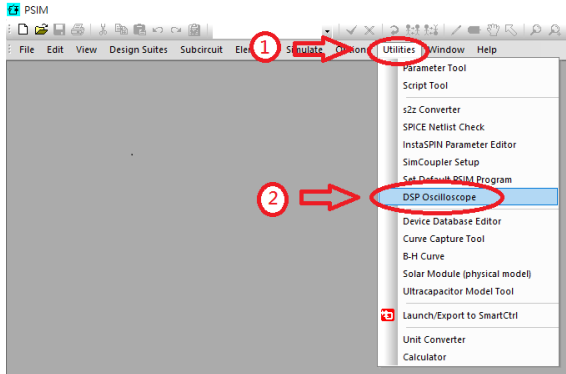 PSIM
File Edit View Design Suites Subcircuit Simulate Utilities Window Help
1
Parameter Tool
Script Tool
s2z Converter
SPICE Netlist Check
InstaSPIN Parameter Editor
SimCoupler Setup
Set Default PSIM Program
2
DSP Oscilloscope
Device Database Editor
Curve Capture Tool
B-H Curve
Solar Module (physical model)
Ultracapacitor Model Tool
Launch/Export to SmartCtrl
Unit Converter
Calculator